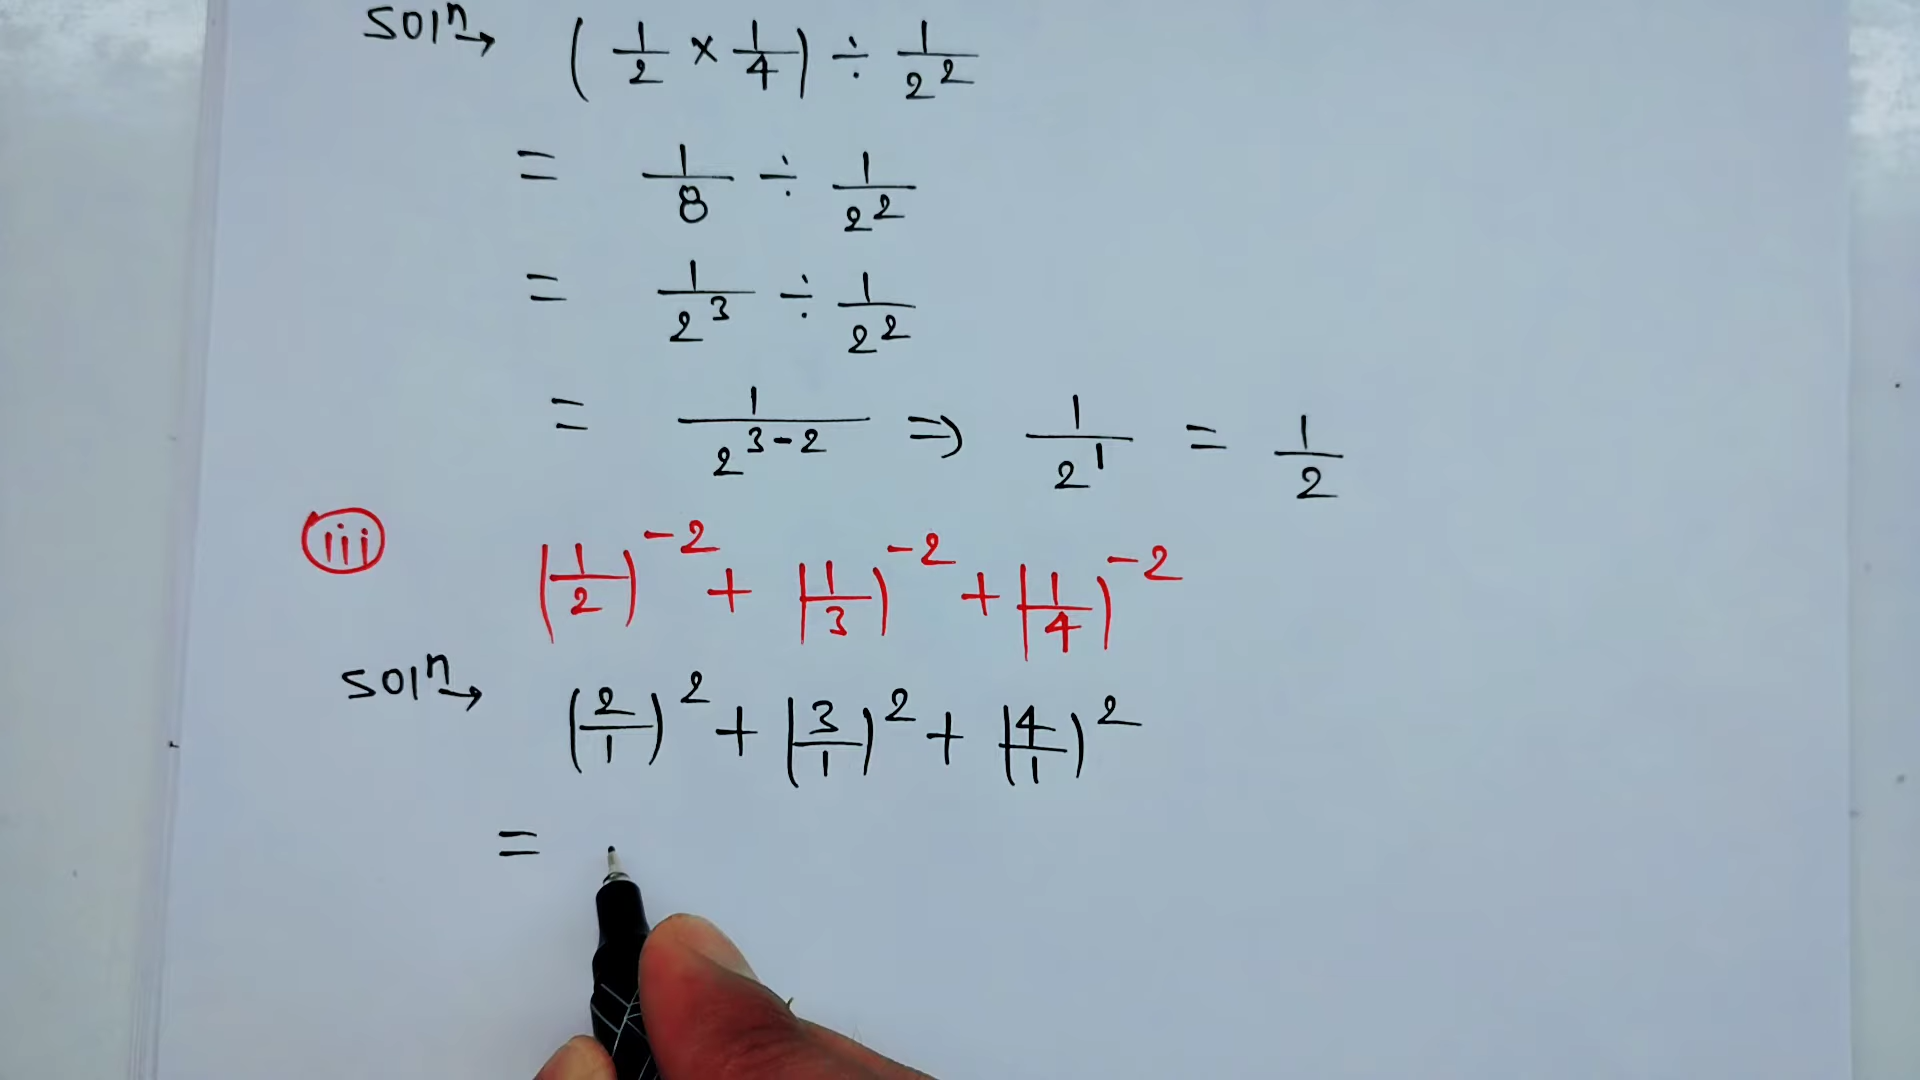 Solⁿ→ (1/2 × 1/4) ÷ 1/2²
= 1/8 ÷ 1/2²
= 1/2³ ÷ 1/2²
= 1/2³⁻² ⇒ 1/2¹ = 1/2
(iii) (1/2)⁻² + (1/3)⁻² + (1/4)⁻²
Solⁿ→ (2/1)² + (3/1)² + (4/1)²
=